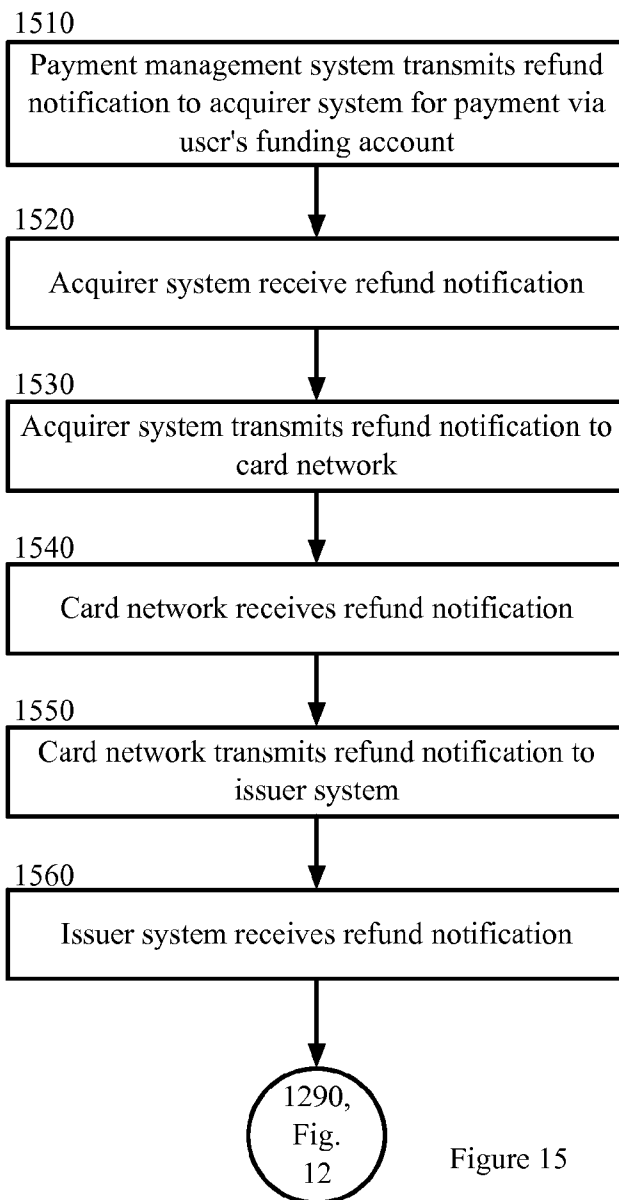 1510
Payment management system transmits refund
notification to acquirer system for payment via
user's funding account
1520
Acquirer system receive refund notification
1530
Acquirer system transmits refund notification to
card network
1540
Card network receives refund notification
1550
Card network transmits refund notification to
issuer system
1560
Issuer system receives refund notification
1290,
Fig.
12
Figure 15